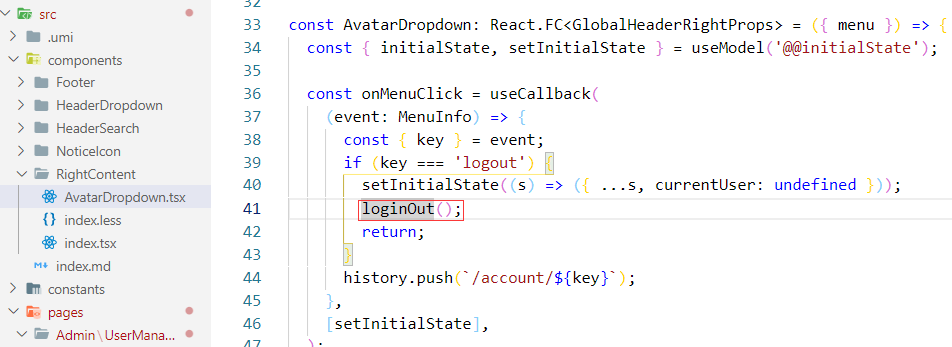 src
.umi
components
Footer
HeaderDropdown
HeaderSearch
NoticeIcon
RightContent
AvatarDropdown.tsx
index.less
index.tsx
index.md
constants
pages
Admin\UserMana...
32
33 const AvatarDropdown: React.FC<GlobalHeaderRightProps> = ({ menu }) => {
34 const { initialState, setInitialState } = useModel('@@initialState');
35
36 const onMenuClick = useCallback(
37 (event: MenuInfo) => {
38 const { key } = event;
39 if (key === 'logout') {
40 setInitialState((s) => ({ ...s, currentUser: undefined }));
41 loginOut();
42 return;
43 }
44 history.push(`/account/${key}`);
45 },
46 [setInitialState],
47 );